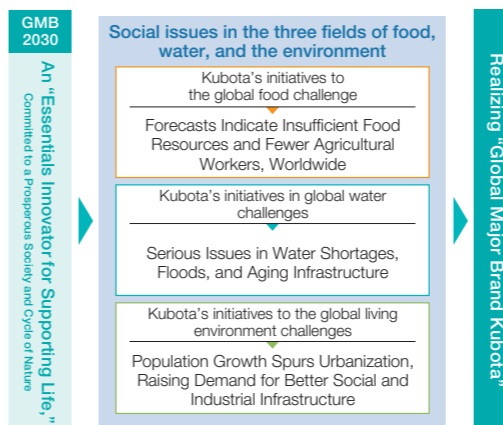 GMB
2030
An “Essentials Innovator for Supporting Life,”
Committed to a Prosperous Society and Cycle of Nature
Social issues in the three fields of food,
water, and the environment
Kubota’s initiatives to
the global food challenge
Forecasts Indicate Insufficient Food
Resources and Fewer Agricultural
Workers, Worldwide
Kubota’s initiatives in global water
challenges
Serious Issues in Water Shortages,
Floods, and Aging Infrastructure
Kubota’s initiatives to the global living
environment challenges
Population Growth Spurs Urbanization,
Raising Demand for Better Social and
Industrial Infrastructure
Realizing “Global Major Brand Kubota”